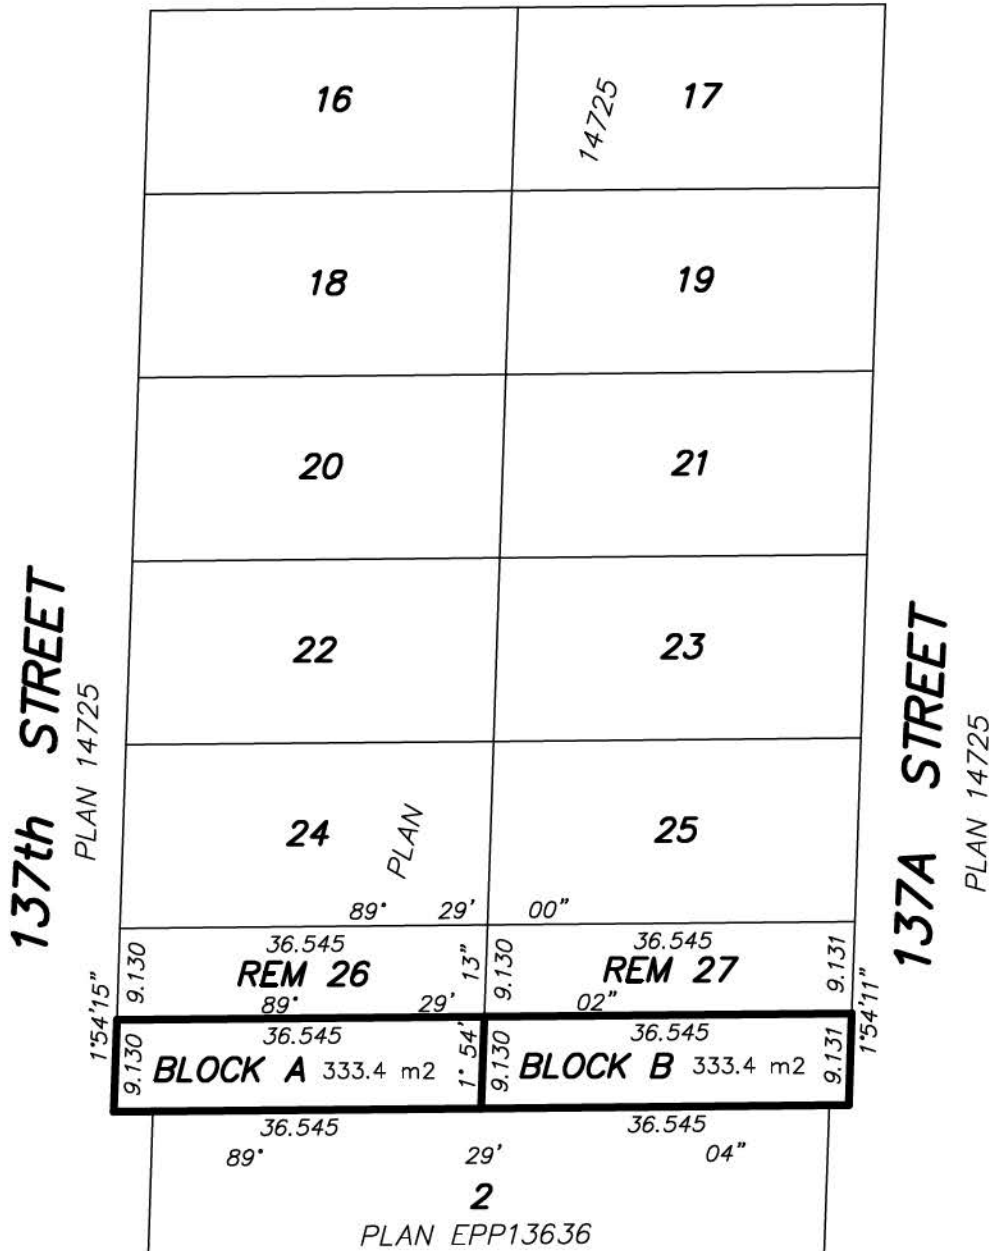 16
14725
17
18
19
20
21
22
23
137th STREET
PLAN 14725
137A STREET
PLAN 14725
24
PLAN
25
89° 29' 00"
36.545
36.545
9.130
REM 26
13"
9.130
REM 27
9.131
1°54'15"
89° 29' 02"
1°54'11"
36.545
36.545
9.130
BLOCK A 333.4 m2
1° 54'
9.130
BLOCK B 333.4 m2
9.131
36.545
36.545
89° 29' 04"
2
PLAN EPP13636